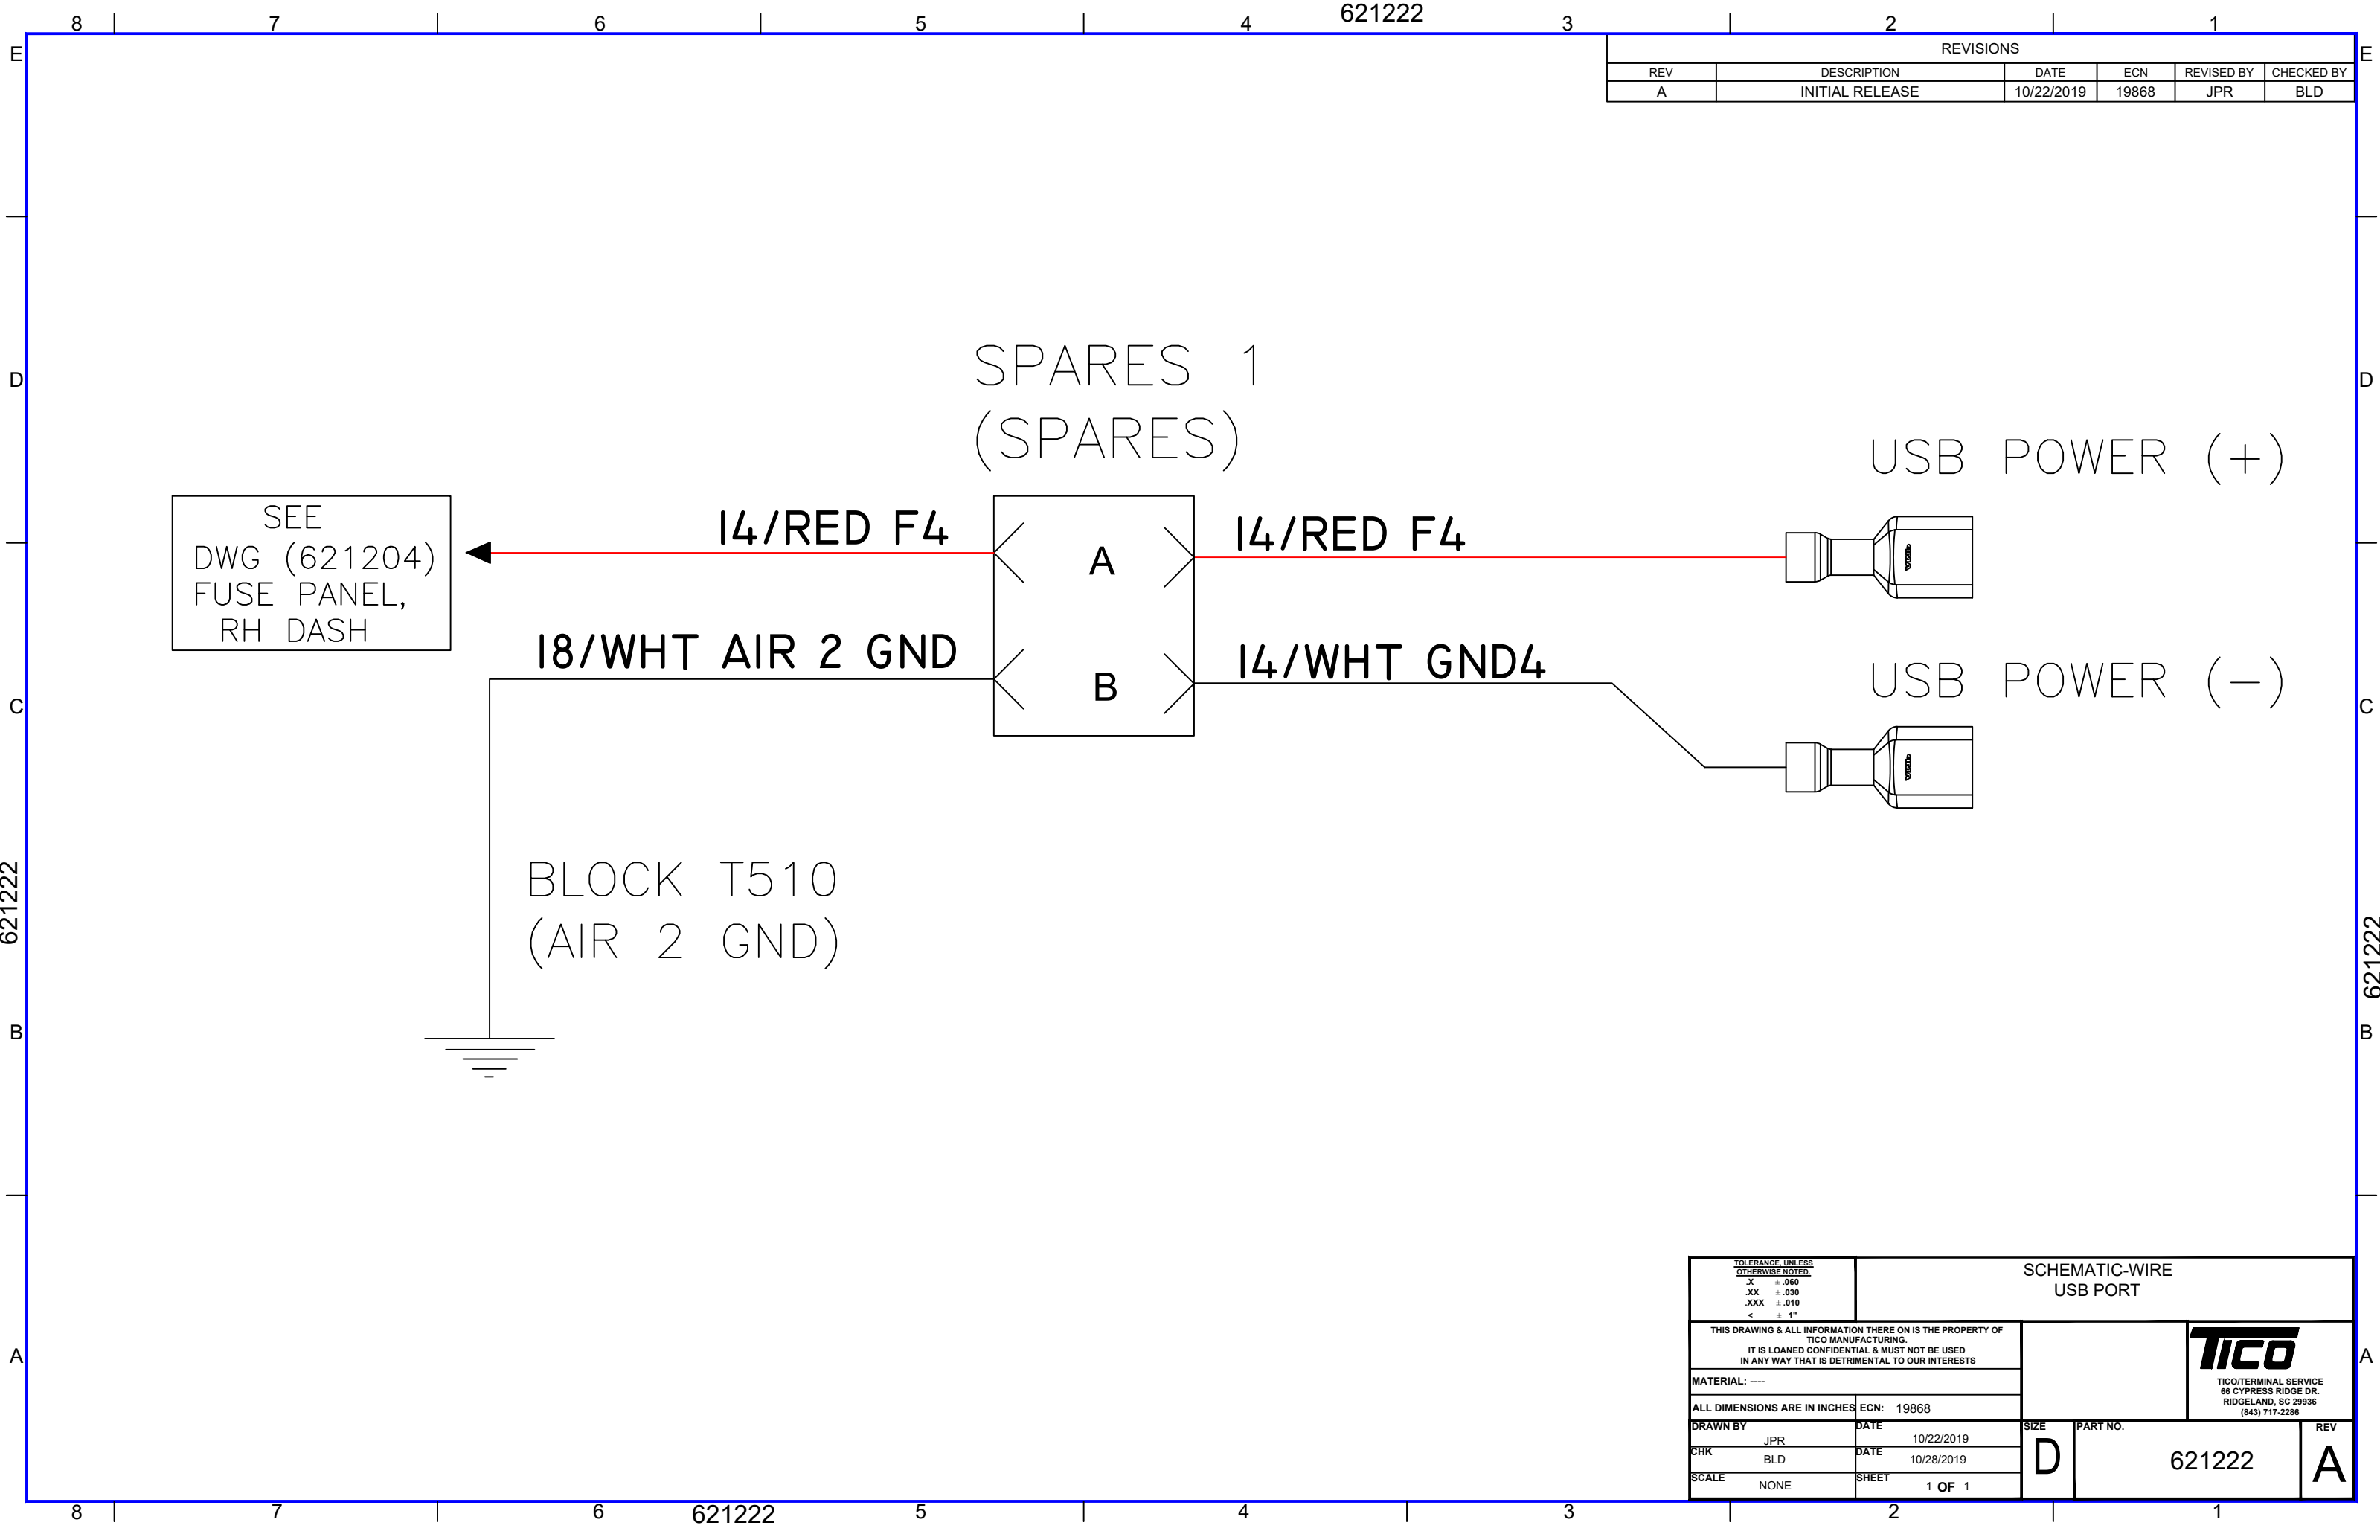 621222
8 7 6 5 4 3 2 1
E E
REVISIONS
REV DESCRIPTION DATE ECN REVISED BY CHECKED BY
A INITIAL RELEASE 10/22/2019 19868 JPR BLD
D D
SPARES 1
(SPARES)
USB POWER (+)
SEE
DWG (621204)
FUSE PANEL,
RH DASH
14/RED F4
A
14/RED F4
18/WHT AIR 2 GND
B
14/WHT GND4
USB POWER (-)
C C
BLOCK T510
(AIR 2 GND)
621222
621222
B B
TOLERANCE, UNLESS
OTHERWISE NOTED.
.X ± .060
.XX ± .030
.XXX ± .010
< ± 1"
SCHEMATIC-WIRE
USB PORT
THIS DRAWING & ALL INFORMATION THERE ON IS THE PROPERTY OF
TICO MANUFACTURING.
IT IS LOANED CONFIDENTIAL & MUST NOT BE USED
IN ANY WAY THAT IS DETRIMENTAL TO OUR INTERESTS
A A
TICO
TICO/TERMINAL SERVICE
66 CYPRESS RIDGE DR.
RIDGELAND, SC 29936
(843) 717-2286
MATERIAL: ----
ALL DIMENSIONS ARE IN INCHES ECN: 19868
DRAWN BY JPR DATE 10/22/2019
CHK BLD DATE 10/28/2019
SCALE NONE SHEET 1 OF 1
SIZE D PART NO. 621222 REV A
8 7 6 5 4 3 2 1
621222